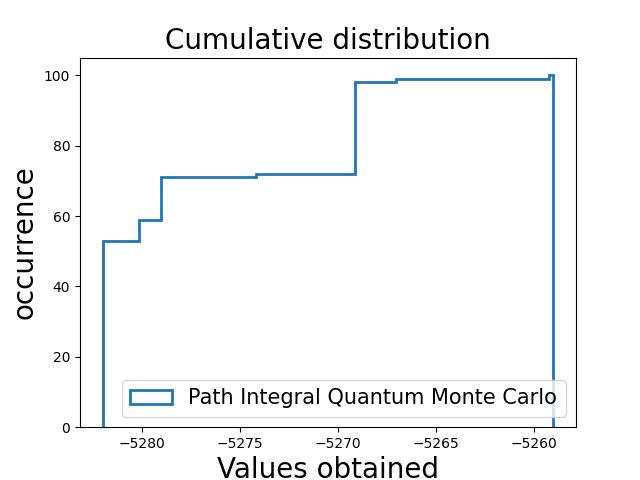 Cumulative distribution
100
80
60
40
20
0
occurrence
Path Integral Quantum Monte Carlo
−5280 −5275 −5270 −5265 −5260
Values obtained